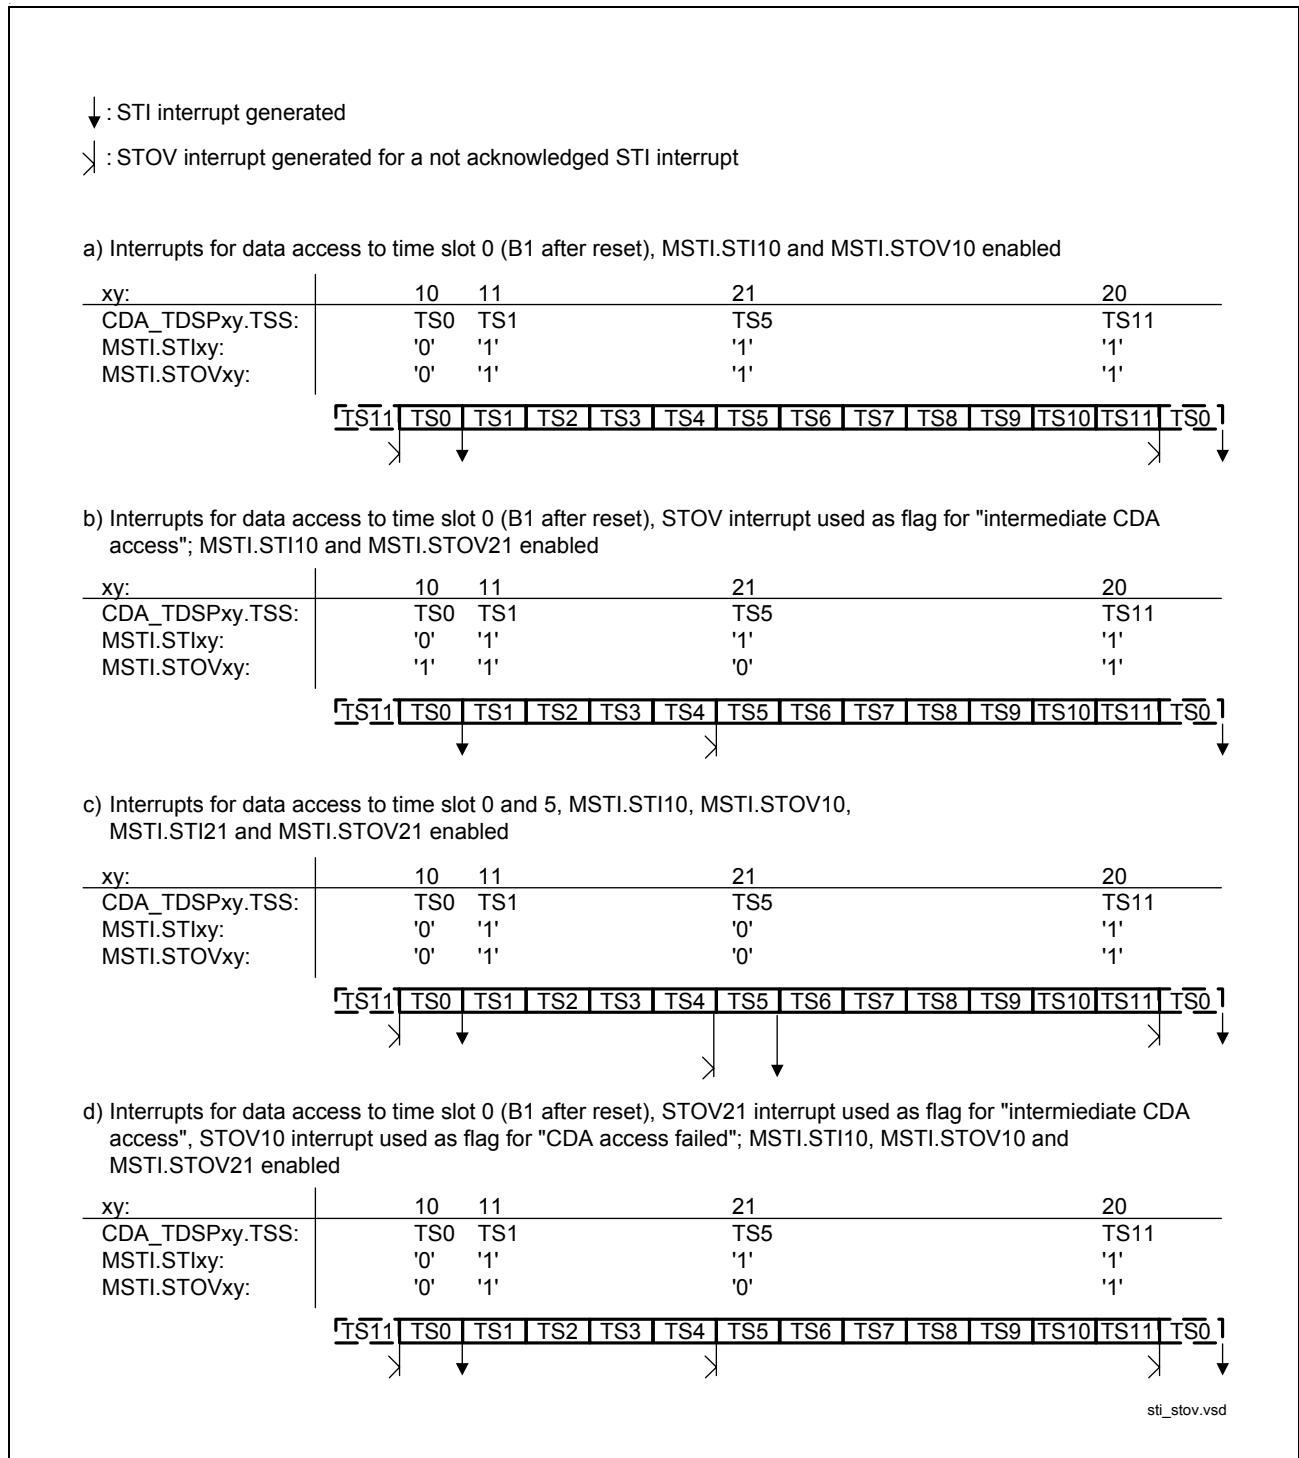 : STI interrupt generated
: STOV interrupt generated for a not acknowledged STI interrupt
a) Interrupts for data access to time slot 0 (B1 after reset), MSTI.STI10 and MSTI.STOV10 enabled
xy: 10 11 21 20
CDA_TDSPxy.TSS: TS0 TS1 TS5 TS11
MSTI.STIxy: '0' '1' '1' '1'
MSTI.STOVxy: '0' '1' '1' '1'
TS11 TS0 TS1 TS2 TS3 TS4 TS5 TS6 TS7 TS8 TS9 TS10 TS11 TS0
b) Interrupts for data access to time slot 0 (B1 after reset), STOV interrupt used as flag for "intermediate CDA
access"; MSTI.STI10 and MSTI.STOV21 enabled
xy: 10 11 21 20
CDA_TDSPxy.TSS: TS0 TS1 TS5 TS11
MSTI.STIxy: '0' '1' '1' '1'
MSTI.STOVxy: '1' '1' '0' '1'
TS11 TS0 TS1 TS2 TS3 TS4 TS5 TS6 TS7 TS8 TS9 TS10 TS11 TS0
c) Interrupts for data access to time slot 0 and 5, MSTI.STI10, MSTI.STOV10,
MSTI.STI21 and MSTI.STOV21 enabled
xy: 10 11 21 20
CDA_TDSPxy.TSS: TS0 TS1 TS5 TS11
MSTI.STIxy: '0' '1' '0' '1'
MSTI.STOVxy: '0' '1' '0' '1'
TS11 TS0 TS1 TS2 TS3 TS4 TS5 TS6 TS7 TS8 TS9 TS10 TS11 TS0
d) Interrupts for data access to time slot 0 (B1 after reset), STOV21 interrupt used as flag for "intermiediate CDA
access", STOV10 interrupt used as flag for "CDA access failed"; MSTI.STI10, MSTI.STOV10 and
MSTI.STOV21 enabled
xy: 10 11 21 20
CDA_TDSPxy.TSS: TS0 TS1 TS5 TS11
MSTI.STIxy: '0' '1' '1' '1'
MSTI.STOVxy: '0' '1' '0' '1'
TS11 TS0 TS1 TS2 TS3 TS4 TS5 TS6 TS7 TS8 TS9 TS10 TS11 TS0
sti_stov.vsd